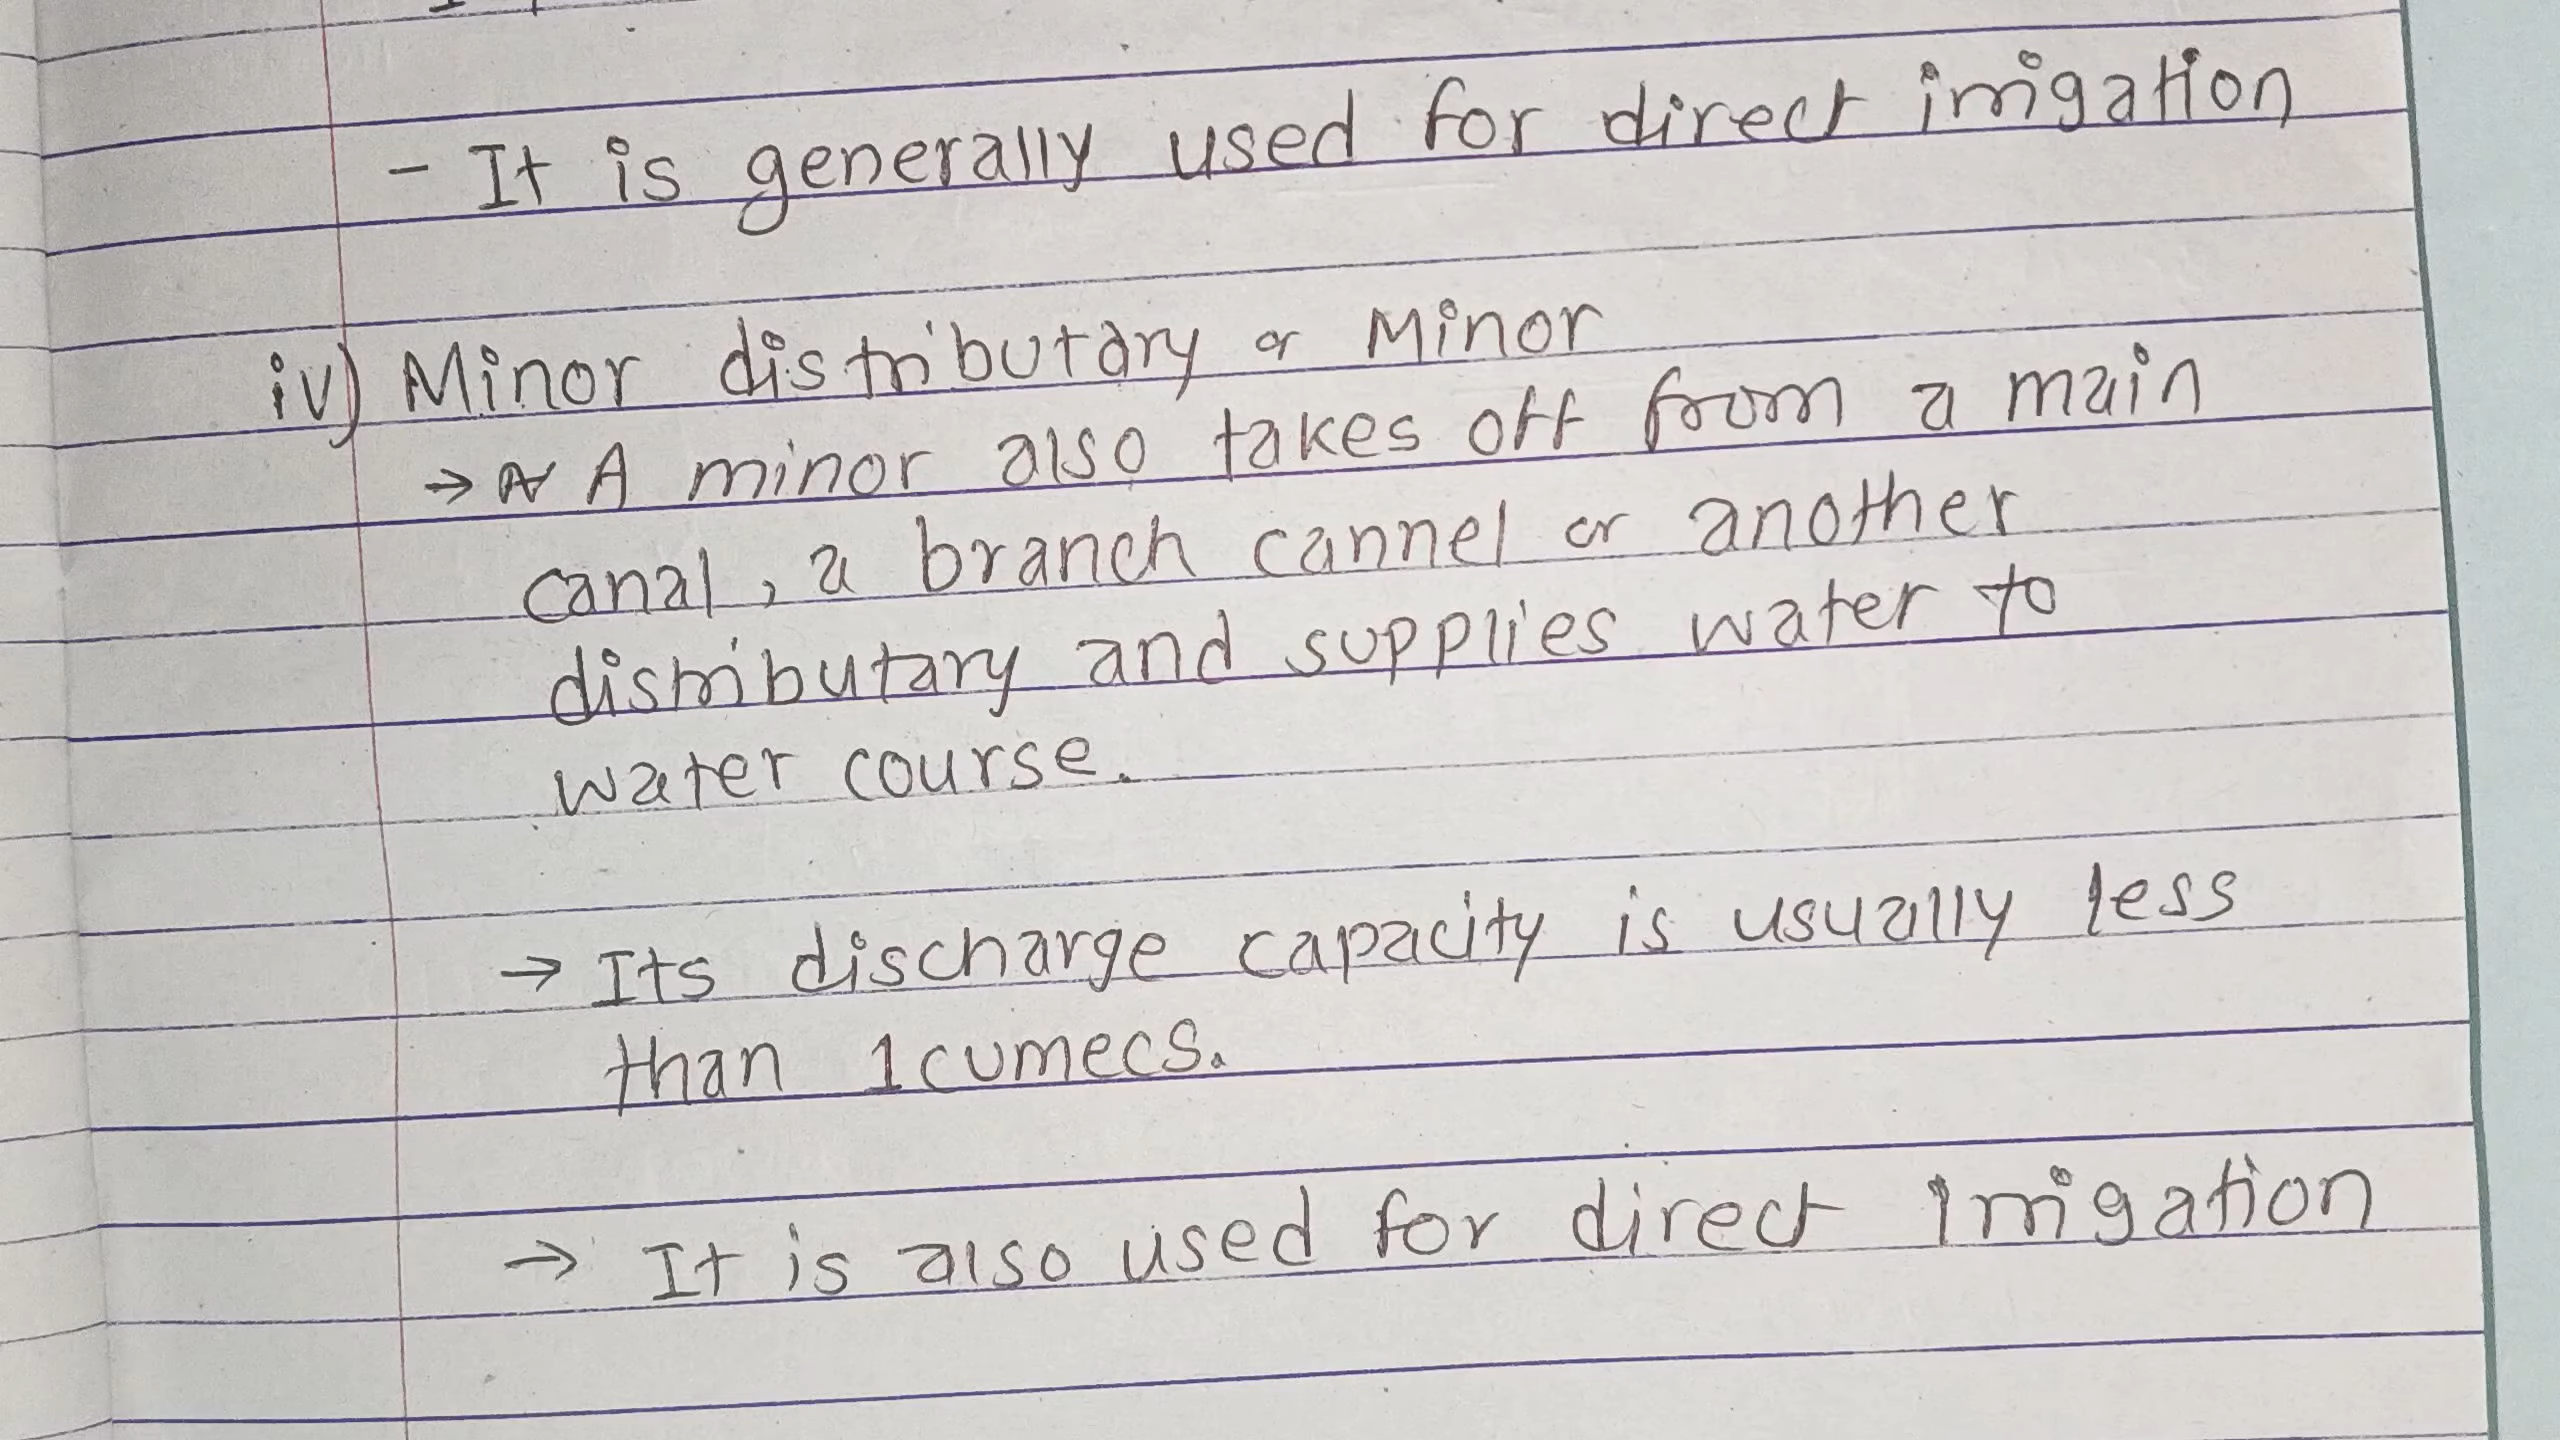 - It is generally used for direct irrigation
iv) Minor distributary or Minor
→ A minor also takes off from a main
canal, a branch cannel or another
distributary and supplies water to
water course.
→ Its discharge capacity is usually less
than 1cumecs.
→ It is also used for direct Irrigation